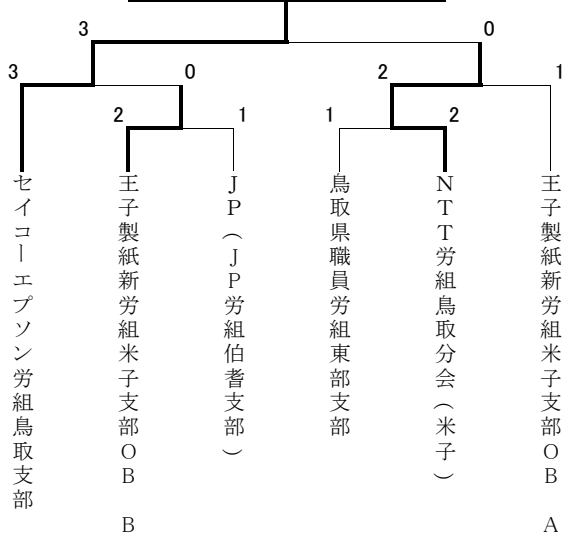 3 0
3 0 2 1
2 1 1 2
セイコーエプソン労組鳥取支部
王子製紙新労組米子支部ＯＢ　Ｂ
ＪＰ（ＪＰ労組伯耆支部）
鳥取県職員労組東部支部
ＮＴＴ労組鳥取分会（米子）
王子製紙新労組米子支部ＯＢ　Ａ